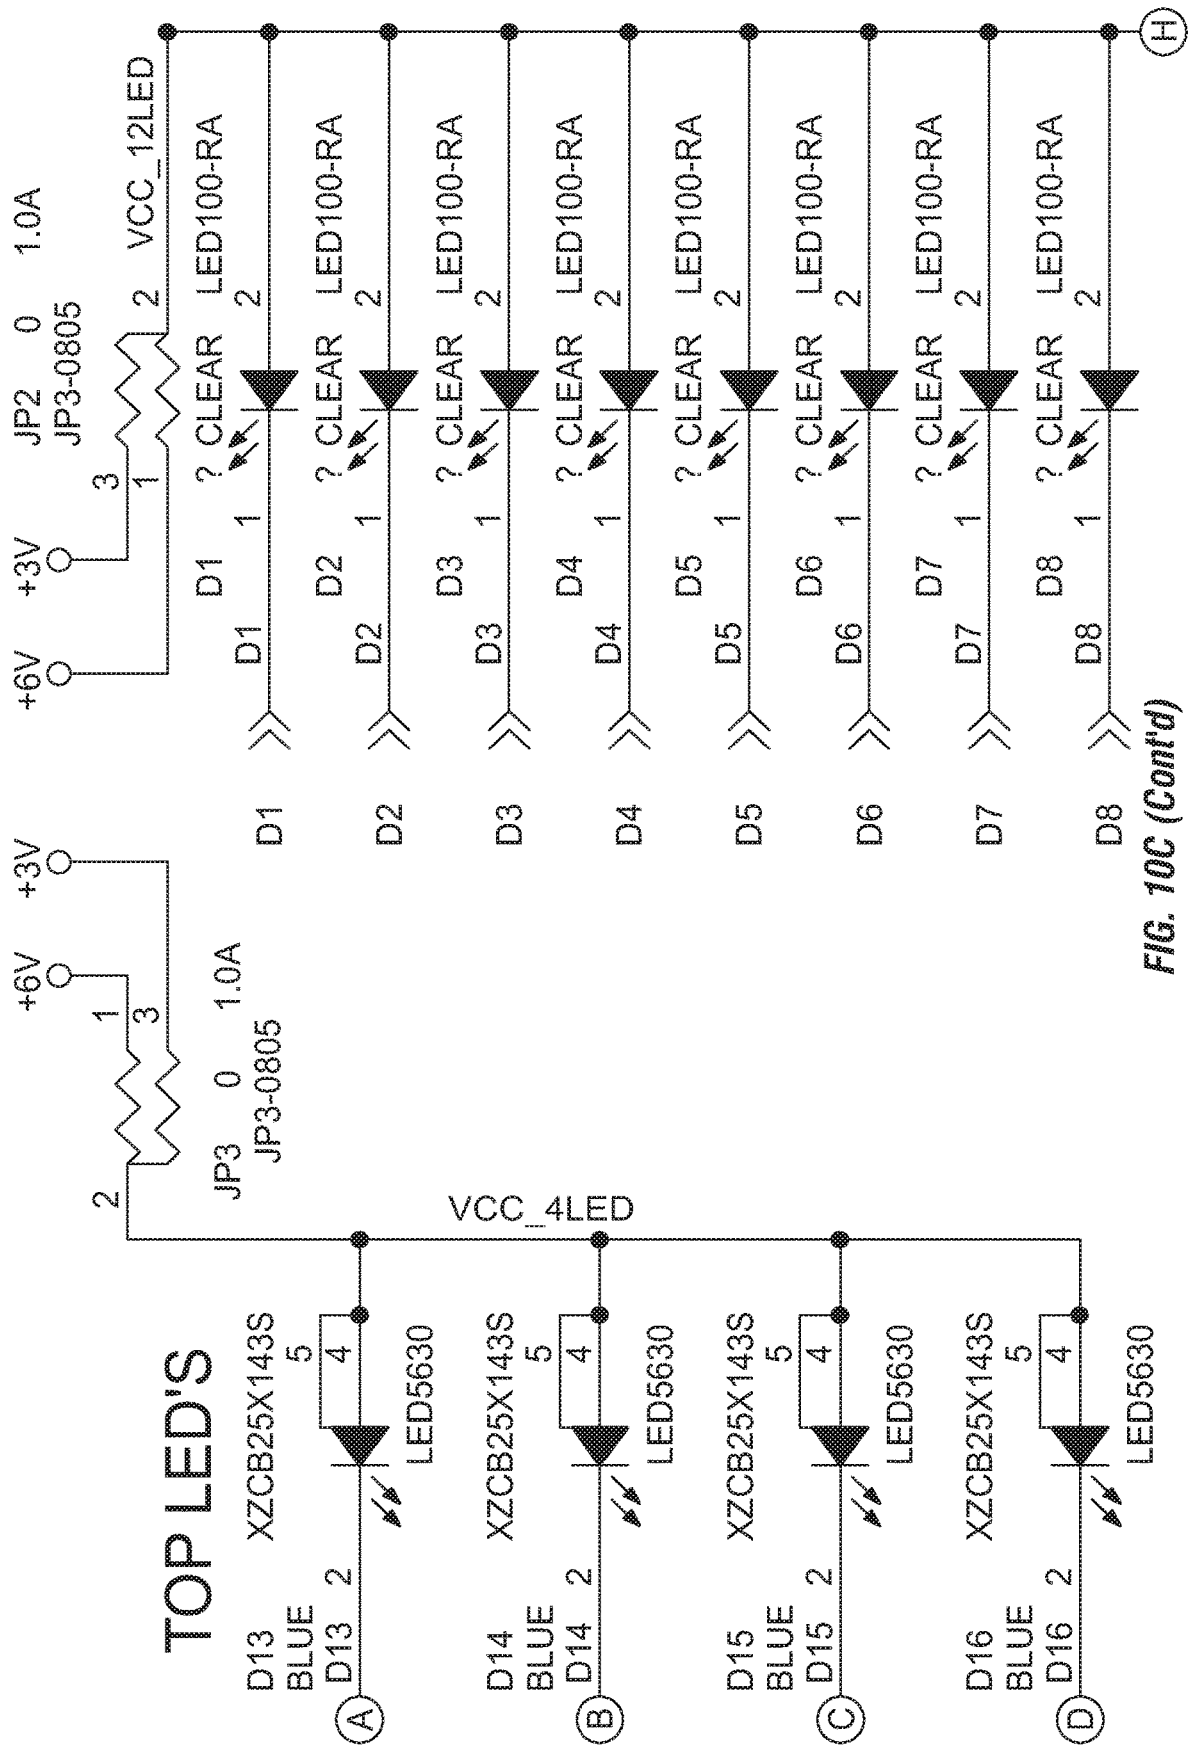 TOP LED'S
D13 XZCB25X143S
BLUE 5
D13 2 4
A
LED5630
D14 XZCB25X143S
BLUE 5
D14 2 4
B
LED5630
D15 XZCB25X143S
BLUE 5
D15 2 4
C
LED5630
D16 XZCB25X143S
BLUE 5
D16 2 4
D
LED5630
VCC_4LED
+6V +3V
2 1
3
JP3 0 1.0A
JP3-0805
+6V +3V
JP2 0 1.0A
JP3-0805
3
1 2
VCC_12LED
D1 ? CLEAR LED100-RA
D1 1 2
D1
D2 ? CLEAR LED100-RA
D2 1 2
D2
D3 ? CLEAR LED100-RA
D3 1 2
D3
D4 ? CLEAR LED100-RA
D4 1 2
D4
D5 ? CLEAR LED100-RA
D5 1 2
D5
D6 ? CLEAR LED100-RA
D6 1 2
D6
D7 ? CLEAR LED100-RA
D7 1 2
D7
D8 ? CLEAR LED100-RA
D8 1 2
D8
H
FIG. 10C (Cont'd)